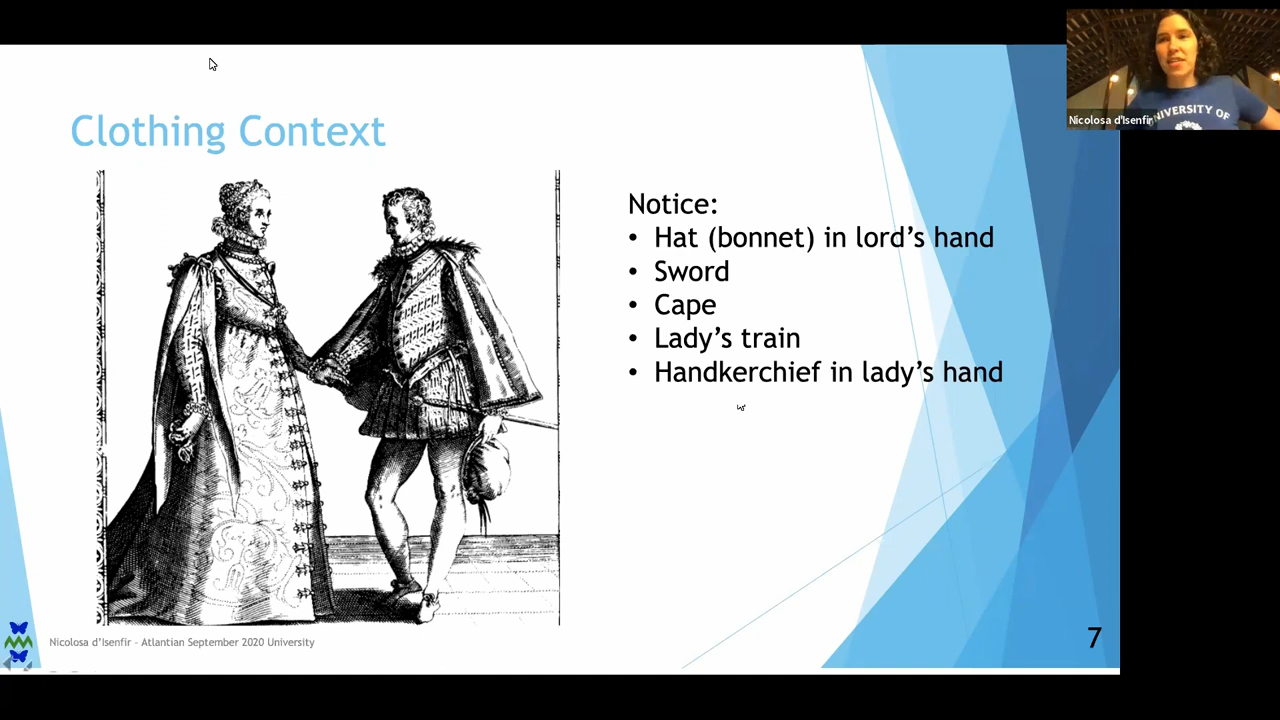 Clothing Context
Notice:
• Hat (bonnet) in lord's hand
• Sword
• Cape
• Lady's train
• Handkerchief in lady's hand
Nicolosa d'Isenfir - Atlantian September 2020 University
7
Nicolosa d'Isenfir
UNIVERSITY OF